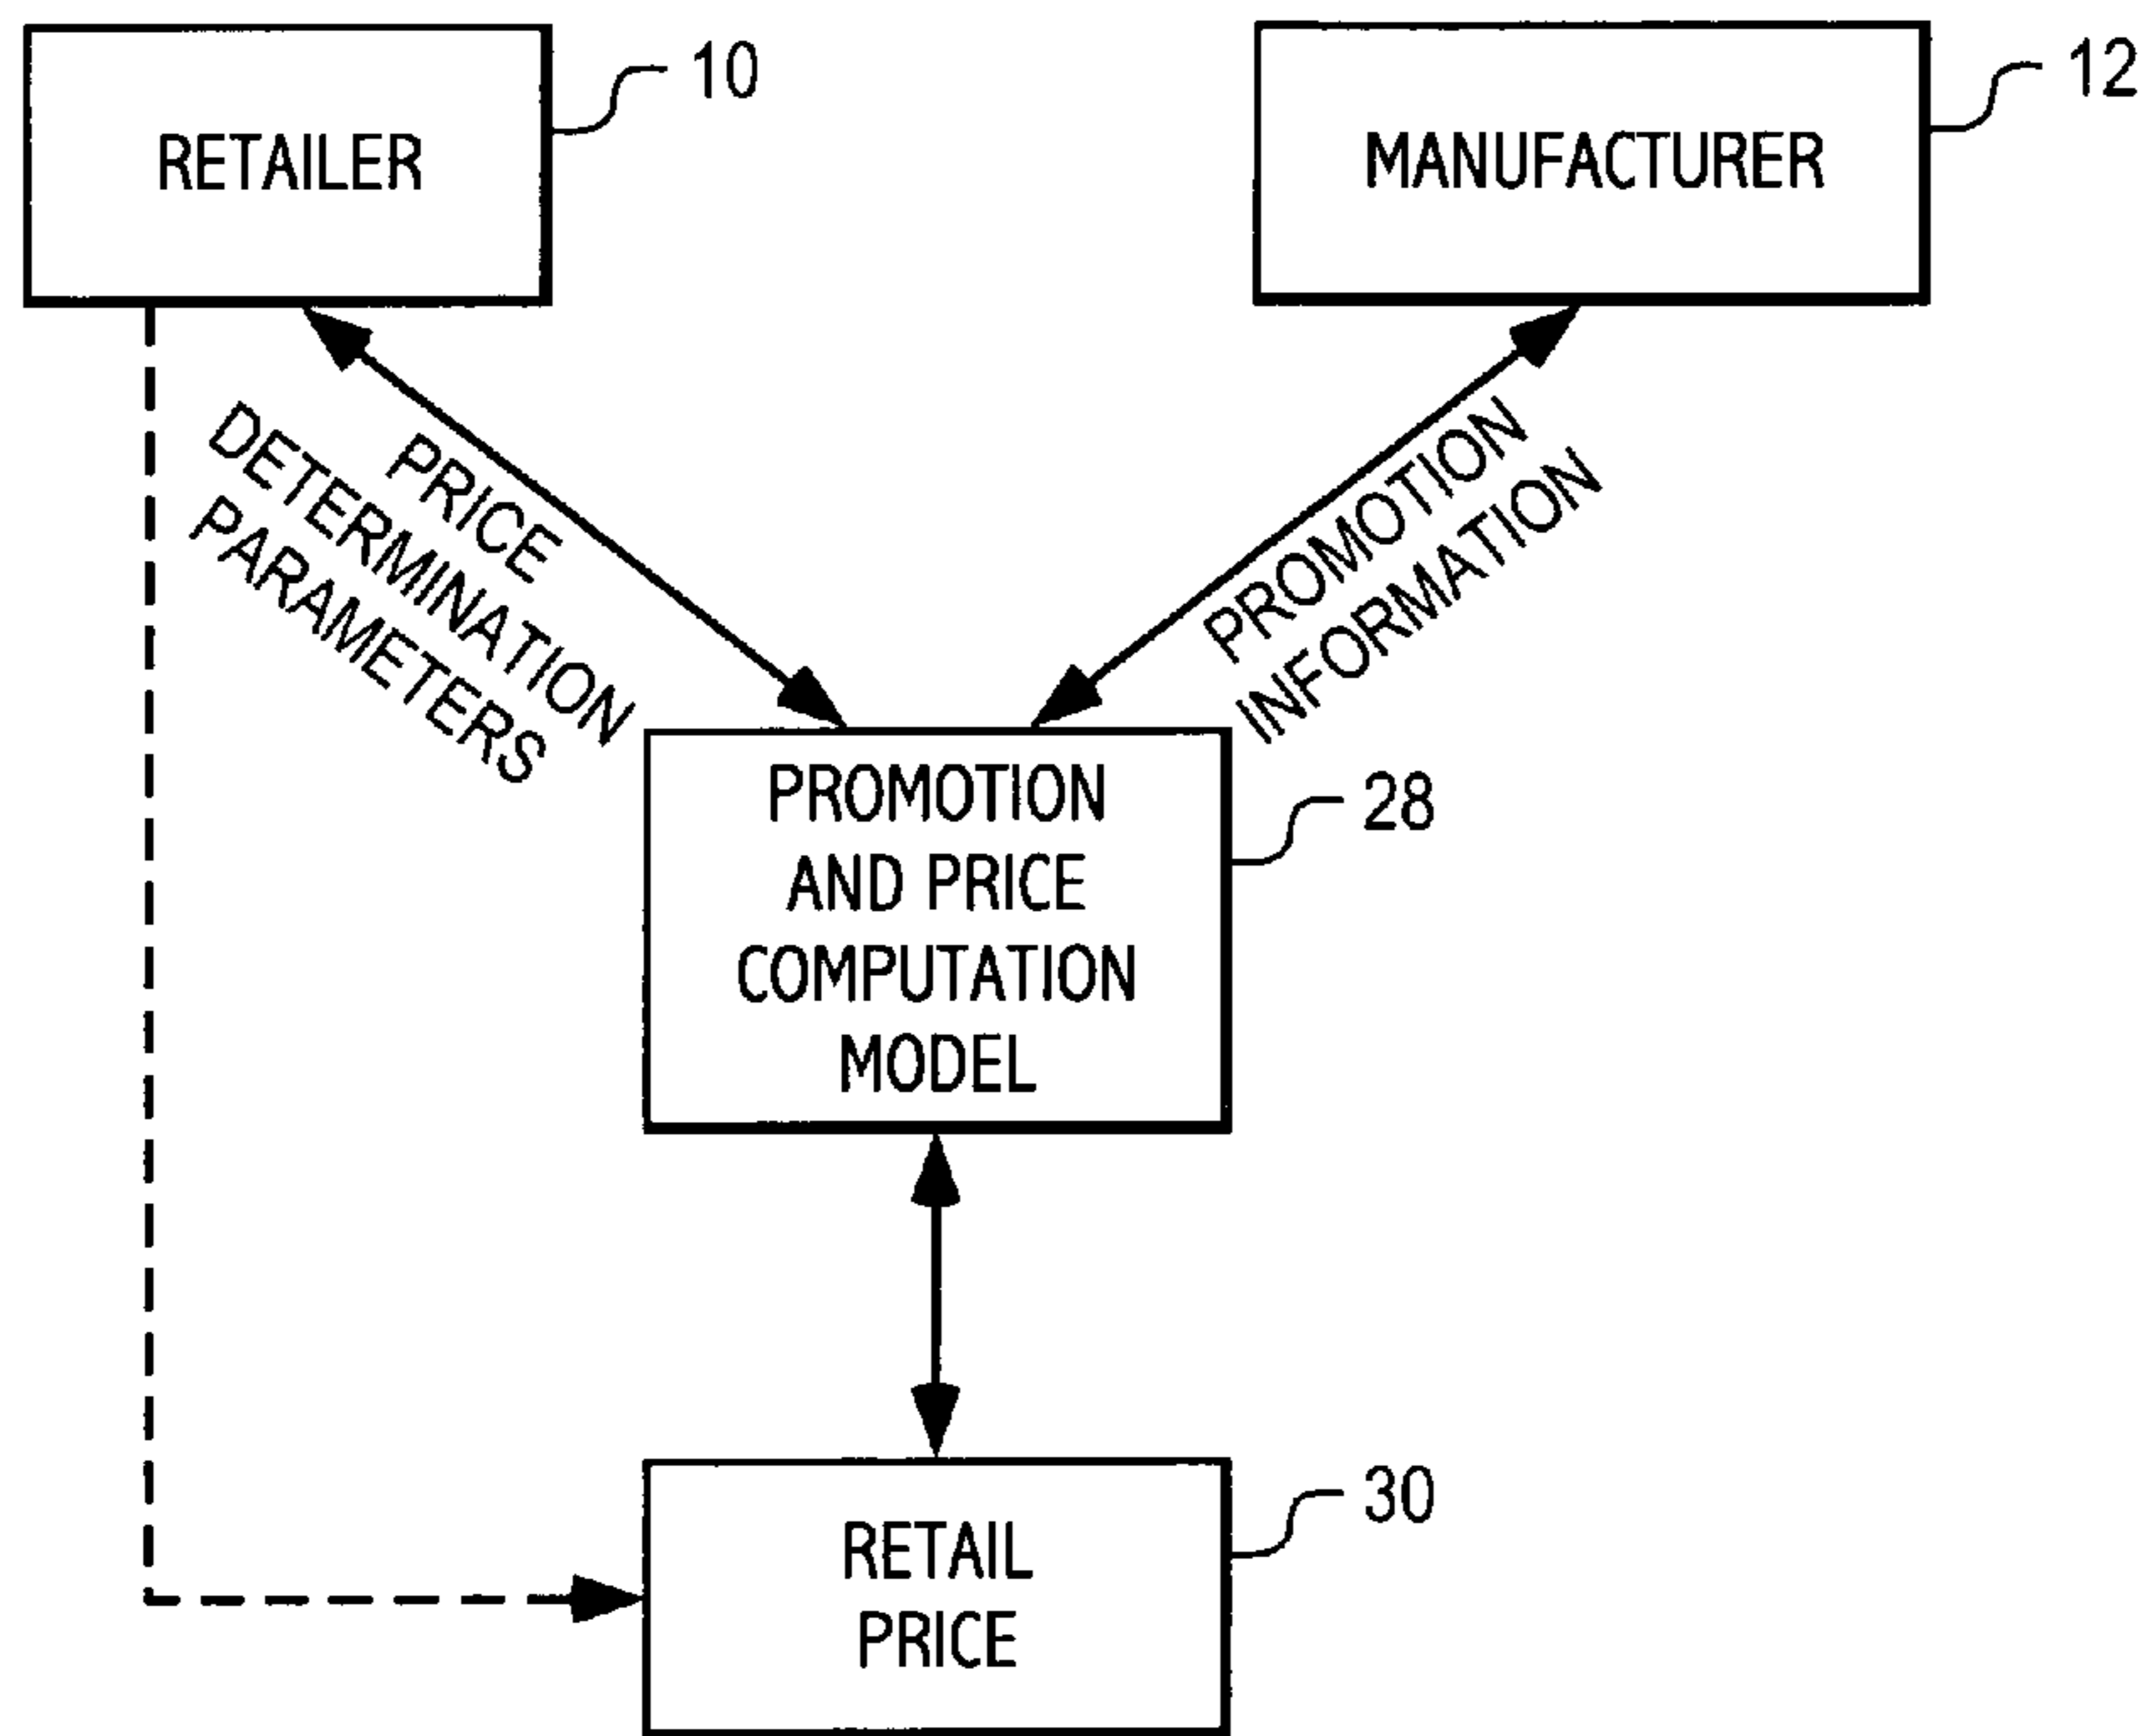 RETAILER
10
MANUFACTURER
12
PRICE
DETERMINATION
PARAMETERS
PROMOTION
INFORMATION
PROMOTION
AND PRICE
COMPUTATION
MODEL
28
RETAIL
PRICE
30